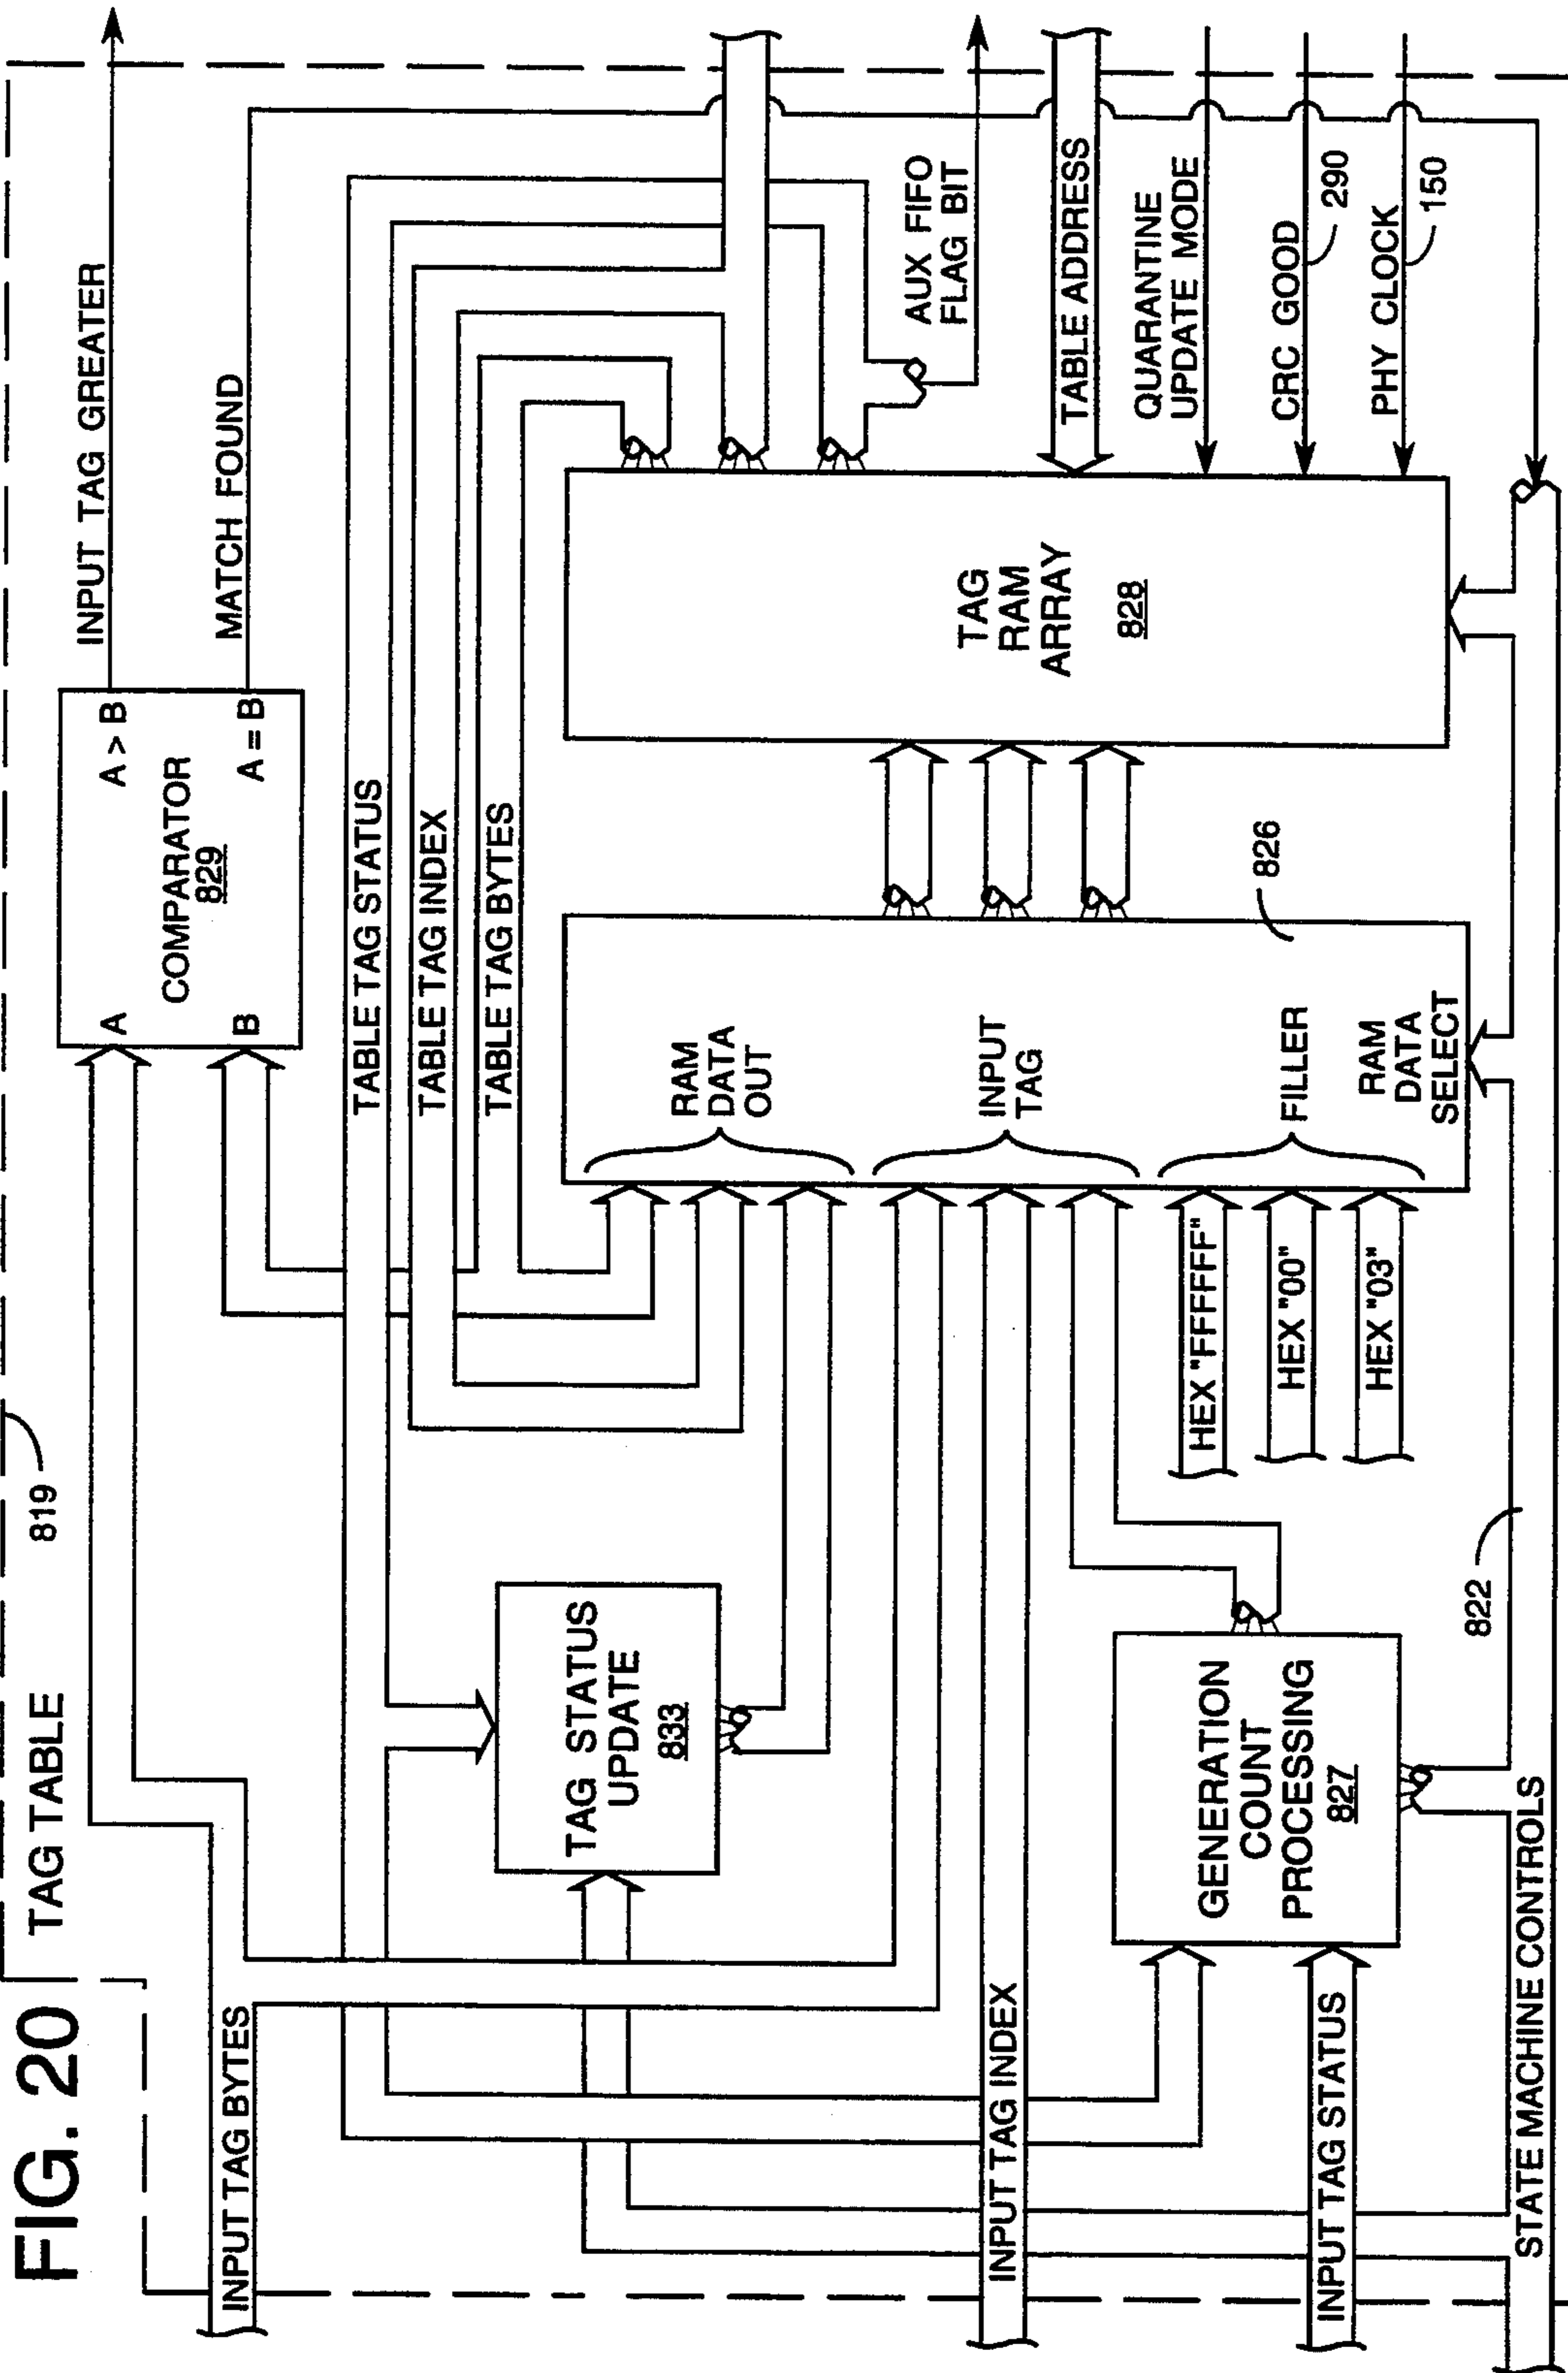 FIG. 20
TAG TABLE
819
INPUT TAG BYTES
A
B
COMPARATOR
829
A > B
A = B
INPUT TAG GREATER
MATCH FOUND
TABLE TAG STATUS
TABLE TAG INDEX
TABLE TAG BYTES
TAG STATUS
UPDATE
833
RAM
DATA
OUT
INPUT
TAG
FILLER
RAM
DATA
SELECT
826
TAG
RAM
ARRAY
828
AUX FIFO
FLAG BIT
TABLE ADDRESS
QUARANTINE
UPDATE MODE
CRC GOOD
290
PHY CLOCK
150
INPUT TAG INDEX
GENERATION
COUNT
PROCESSING
827
HEX "FFFFFF"
HEX "00"
HEX "03"
INPUT TAG STATUS
822
STATE MACHINE CONTROLS